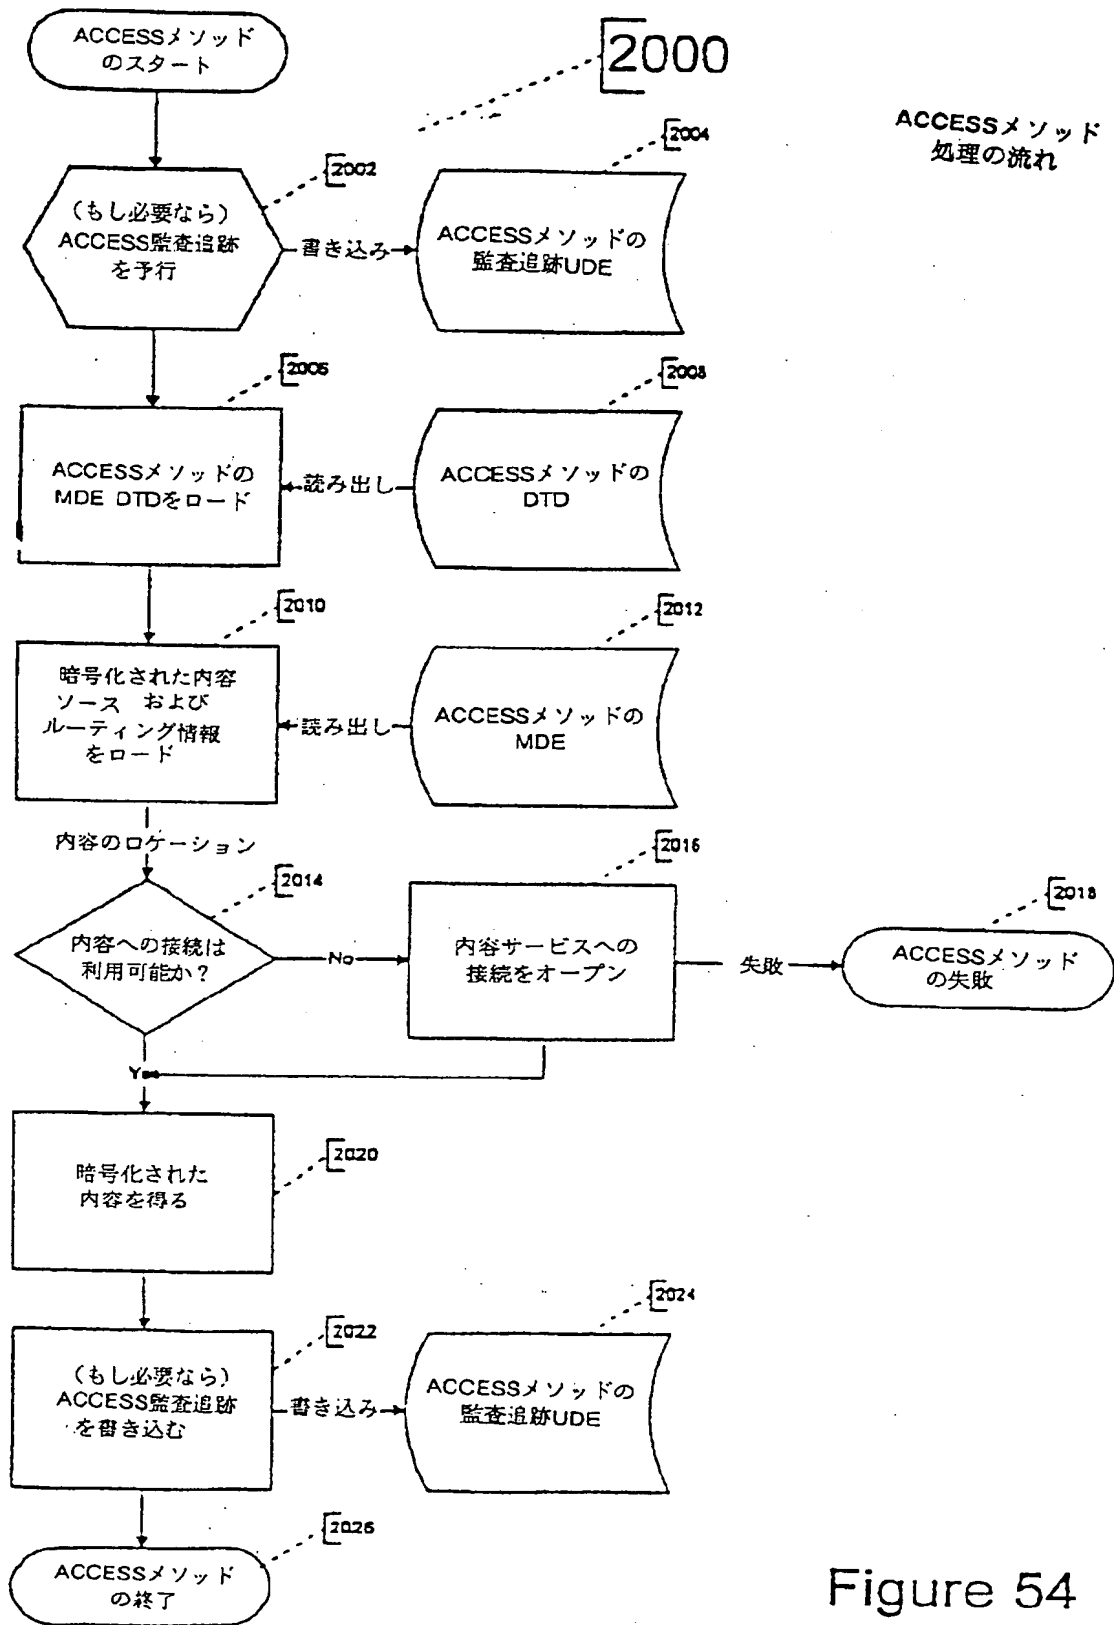 ACCESSメソッド
のスタート
2000
ACCESSメソッド
処理の流れ
2002
2004
(もし必要なら)
ACCESS監査追跡
を予行
書き込み
ACCESSメソッドの
監査追跡UDE
2006
2008
ACCESSメソッドの
MDE DTDをロード
読み出し
ACCESSメソッドの
DTD
2010
2012
暗号化された内容
ソース および
ルーティング情報
をロード
読み出し
ACCESSメソッドの
MDE
内容のロケーション
2014
2016
2018
内容への接続は
利用可能か?
No
内容サービスへの
接続をオープン
失敗
ACCESSメソッド
の失敗
Y
2020
暗号化された
内容を得る
2022
2024
(もし必要なら)
ACCESS監査追跡
を書き込む
書き込み
ACCESSメソッドの
監査追跡UDE
2026
ACCESSメソッド
の終了
Figure 54